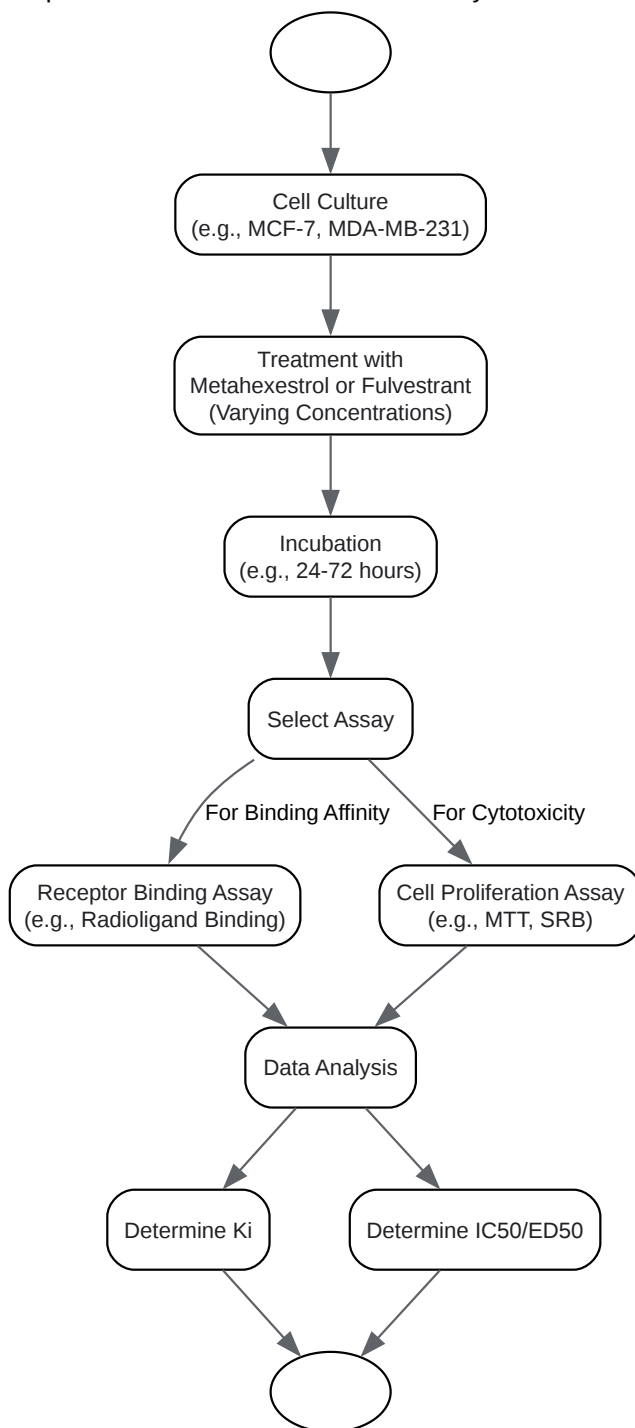 Cell Culture
(e.g., MCF-7, MDA-MB-231)
Treatment with
Metahexestrol or Fulvestrant
(Varying Concentrations)
Incubation
(e.g., 24-72 hours)
Select Assay
For Binding Affinity
For Cytotoxicity
Receptor Binding Assay
(e.g., Radioligand Binding)
Cell Proliferation Assay
(e.g., MTT, SRB)
Data Analysis
Determine Ki
Determine IC50/ED50